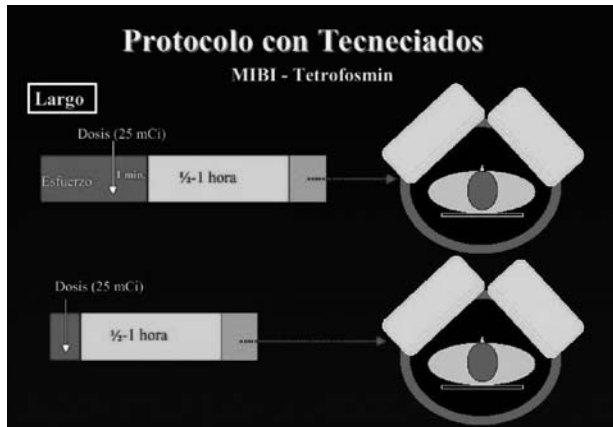 Protocolo con Tecneciados
MIBI - Tetrofosmin
Largo
Dosis (25 mCi)
Esfuerzo
1 min.
½-1 hora
Dosis (25 mCi)
½-1 hora